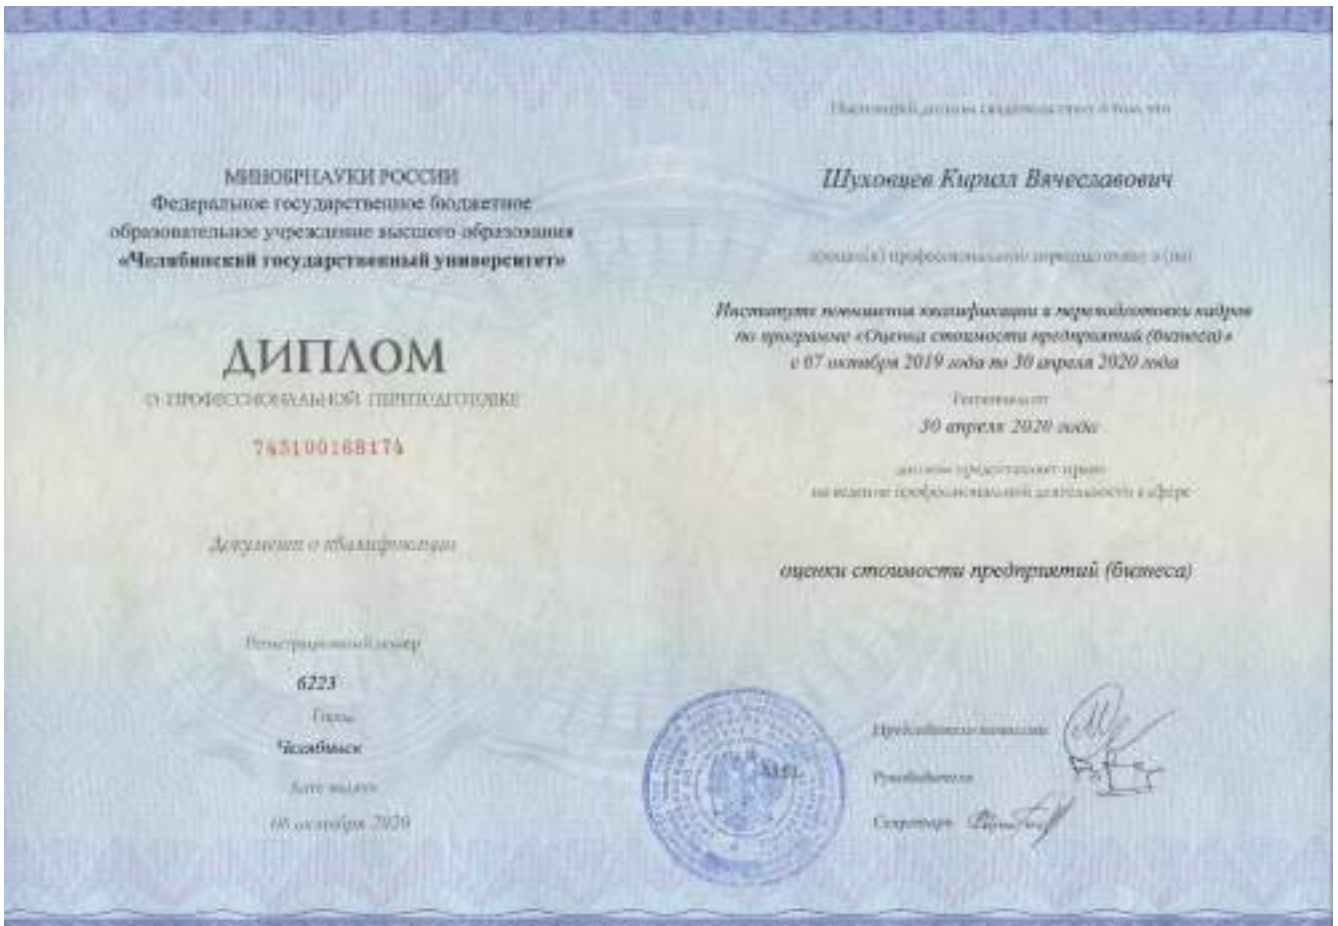 МИНОБРНАУКИ РОССИИ
Федеральное государственное бюджетное
образовательное учреждение высшего образования
«Челябинский государственный университет»
ДИПЛОМ
О ПРОФЕССИОНАЛЬНОЙ ПЕРЕПОДГОТОВКЕ
743100168174
Документ о квалификации
Регистрационный номер
6223
Город
Челябинск
Дата выдачи
октября 2020
Настоящий диплом свидетельствует о том, что
Шуховцев Кирилл Вячеславович
прошел(а) профессиональную переподготовку в (на)
Институте повышения квалификации и переподготовки кадров
по программе «Оценка стоимости предприятий (бизнеса)»
с 07 октября 2019 года по 30 апреля 2020 года
Решением от
30 апреля 2020 года
диплом предоставляет право
на ведение профессиональной деятельности в сфере
оценки стоимости предприятий (бизнеса)
М.П.
Председатель комиссии
Руководитель
Секретарь